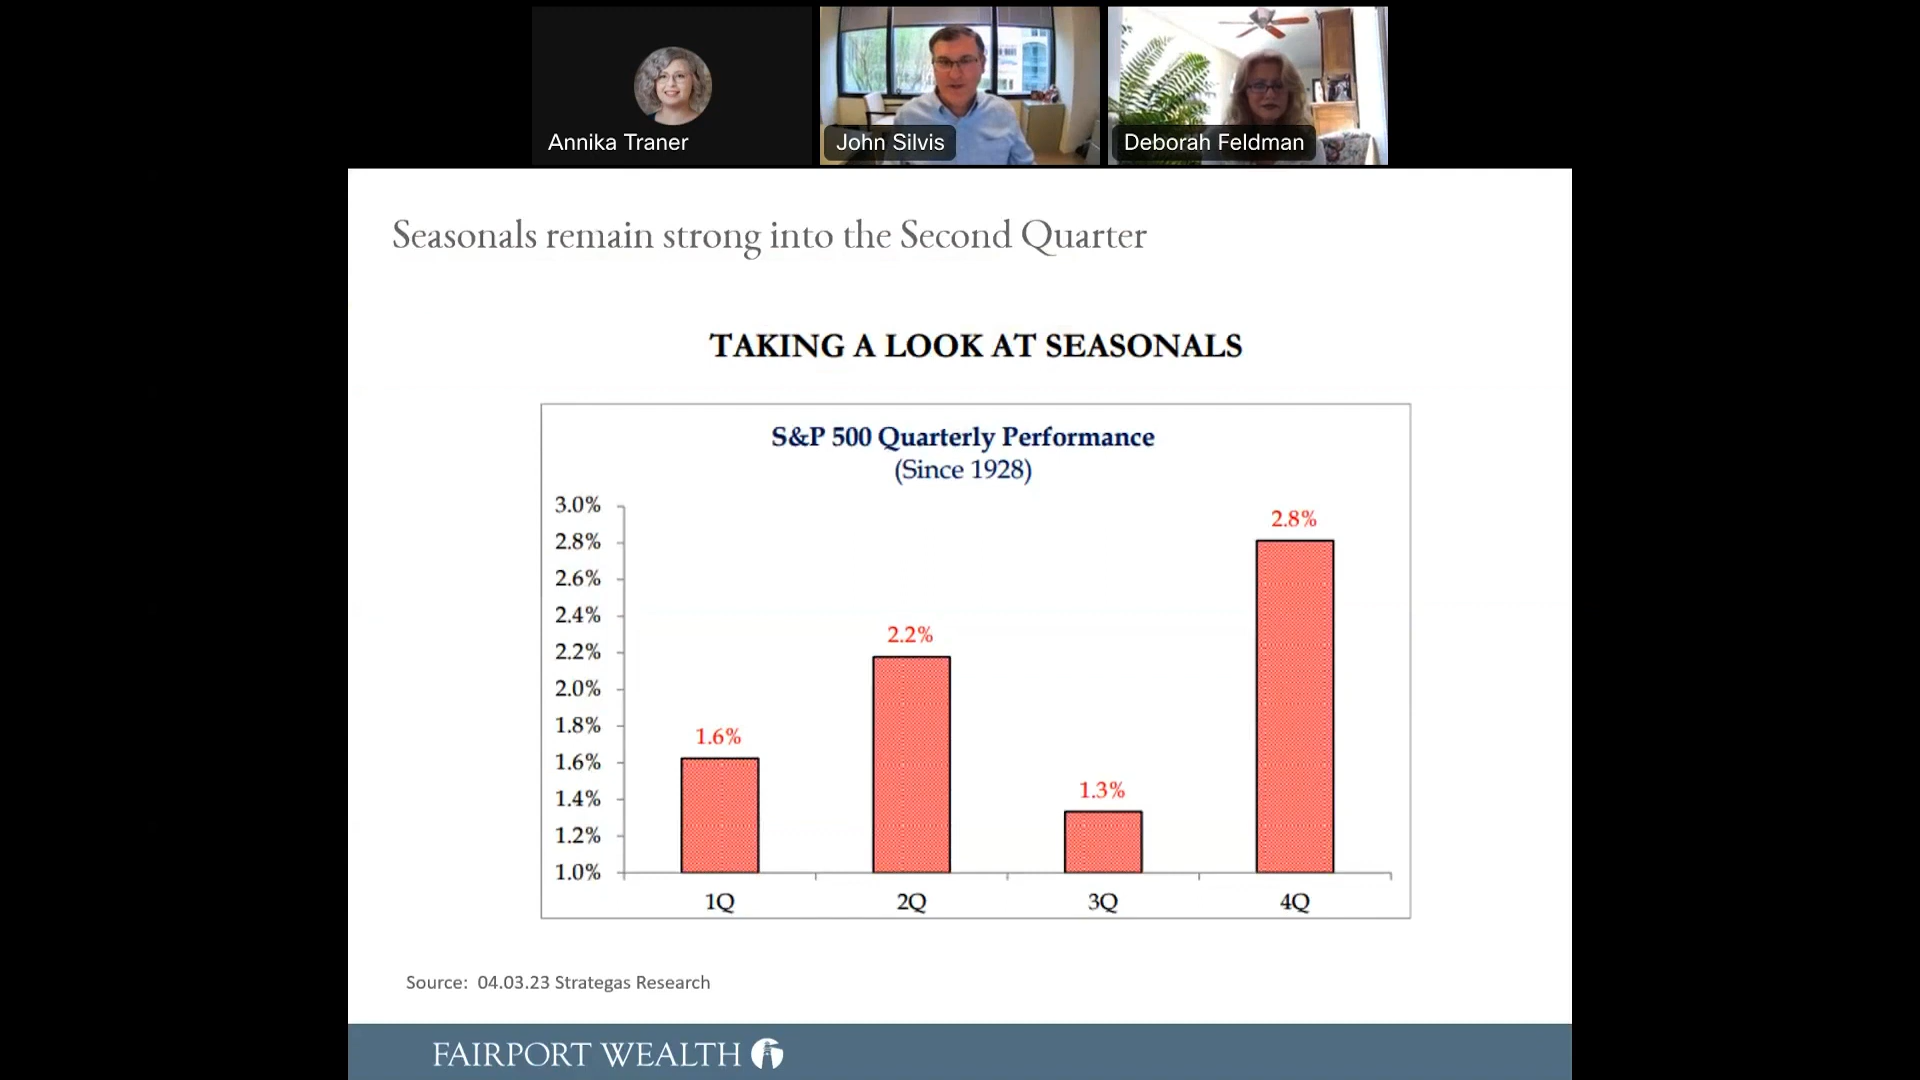 Annika Traner
John Silvis
Deborah Feldman
Seasonals remain strong into the Second Quarter
TAKING A LOOK AT SEASONALS
S&P 500 Quarterly Performance
(Since 1928)
3.0%
2.8%
2.6%
2.4%
2.2%
2.0%
1.8%
1.6%
1.4%
1.2%
1.0%
1.6%
2.2%
1.3%
2.8%
1Q
2Q
3Q
4Q
Source:  04.03.23 Strategas Research
FAIRPORT WEALTH